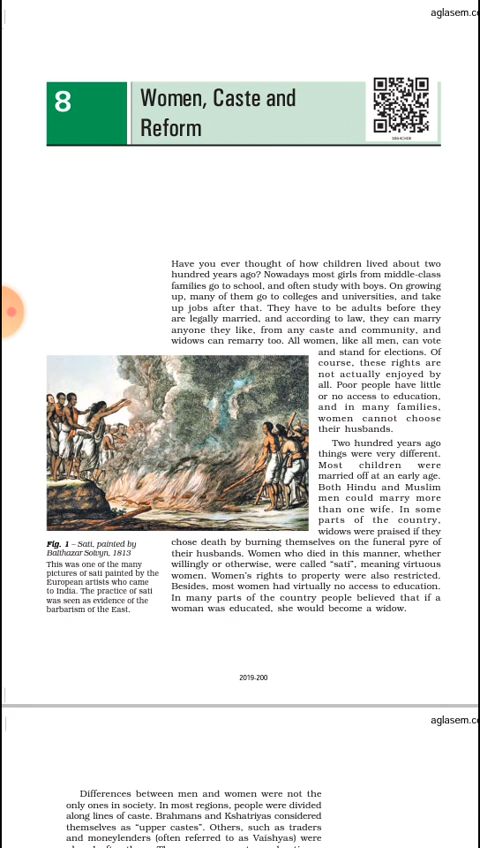 aglasem.c
8
Women, Caste and
Reform
Have you ever thought of how children lived about two
hundred years ago? Nowadays most girls from middle-class
families go to school, and often study with boys. On growing
up, many of them go to colleges and universities, and take
up jobs after that. They have to be adults before they
are legally married, and according to law, they can marry
anyone they like, from any caste and community, and
widows can remarry too. All women, like all men, can vote
and stand for elections. Of
course, these rights are
not actually enjoyed by
all. Poor people have little
or no access to education,
and in many families,
women cannot choose
their husbands.
Two hundred years ago
things were very different.
Most children were
married off at an early age.
Both Hindu and Muslim
men could marry more
than one wife. In some
parts of the country,
widows were praised if they
chose death by burning themselves on the funeral pyre of
their husbands. Women who died in this manner, whether
willingly or otherwise, were called “sati”, meaning virtuous
women. Women’s rights to property were also restricted.
Besides, most women had virtually no access to education.
In many parts of the country people believed that if a
woman was educated, she would become a widow.
Fig. 1 – Sati, painted by
Balthazar Solvyn, 1813
This was one of the many
pictures of sati painted by the
European artists who came
to India. The practice of sati
was seen as evidence of the
barbarism of the East.
2019-200
aglasem.c
Differences between men and women were not the
only ones in society. In most regions, people were divided
along lines of caste. Brahmans and Kshatriyas considered
themselves as “upper castes”. Others, such as traders
and moneylenders (often referred to as Vaishyas) were